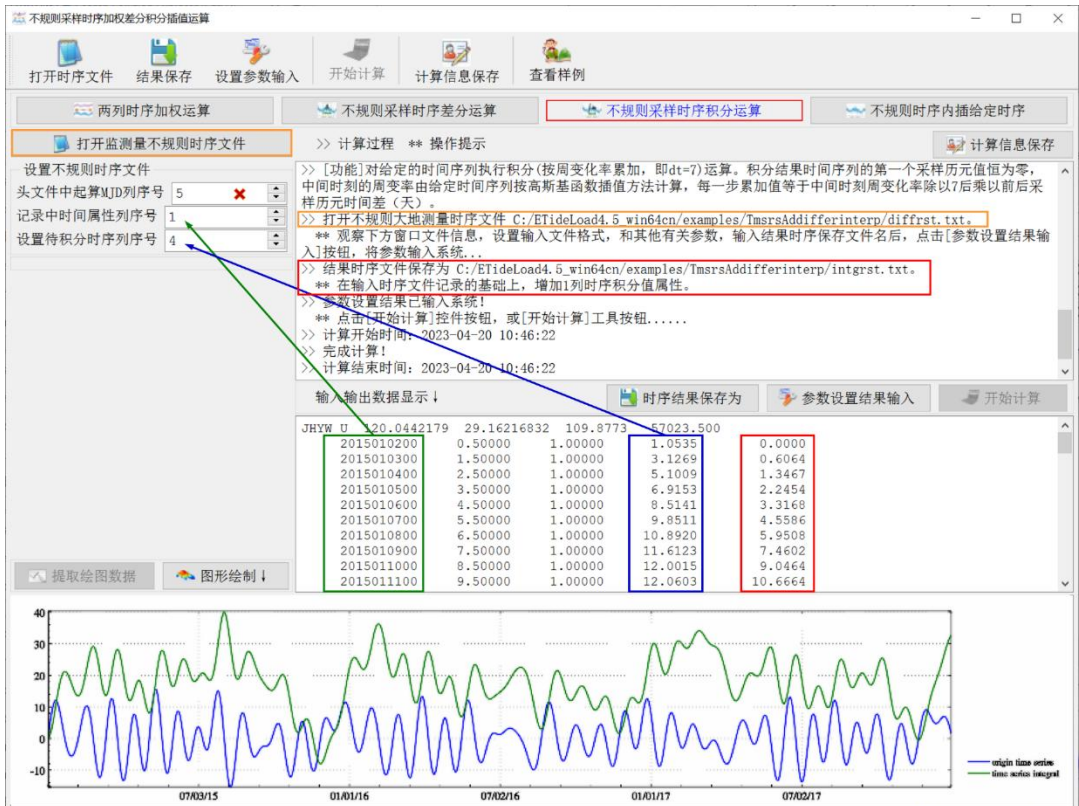 不规则采样时序加权差分积分插值运算
打开时序文件 结果保存 设置参数输入 开始计算 计算信息保存 查看样例
两列时序加权运算 不规则采样时序差分运算 不规则采样时序积分运算 不规则时序内插给定时序
打开监测量不规则时序文件 >> 计算过程 ** 操作提示 计算信息保存
设置不规则时序文件
头文件中起算MJD列序号 5
记录中时间属性列序号 1
设置待积分时序列序号 4
>> [功能]对给定的时间序列执行积分(按周变化率累加，即dt=7)运算。积分结果时间序列的第一个采样历元值恒为零，
中间时刻的周变率由给定时间序列按高斯基函数插值方法计算，每一步累加值等于中间时刻周变化率除以7后乘以前后采
样历元时间差（天）。
>> 打开不规则大地测量时序文件 C:/ETideLoad4.5_win64cn/examples/TmsrsAddifferinterp/diffrst.txt。
** 观察下方窗口文件信息，设置输入文件格式，和其他有关参数，输入结果时序保存文件名后，点击[参数设置结果输
入]按钮，将参数输入系统...
>> 结果时序文件保存为 C:/ETideLoad4.5_win64cn/examples/TmsrsAddifferinterp/intgrst.txt。
** 在输入时序文件记录的基础上，增加1列时序积分值属性。
>> 参数设置结果已输入系统！
** 点击[开始计算]控件按钮，或[开始计算]工具按钮......
>> 计算开始时间：2023-04-20 10:46:22
>> 完成计算！
>> 计算结束时间：2023-04-20 10:46:22
输入输出数据显示↓ 时序结果保存为 参数设置结果输入 开始计算
JHYW U 120.0442179 29.16216832 109.8773 57023.500
2015010200 0.50000 1.00000 1.0535 0.0000
2015010300 1.50000 1.00000 3.1269 0.6064
2015010400 2.50000 1.00000 5.1009 1.3467
2015010500 3.50000 1.00000 6.9153 2.2454
2015010600 4.50000 1.00000 8.5141 3.3168
2015010700 5.50000 1.00000 9.8511 4.5586
2015010800 6.50000 1.00000 10.8920 5.9508
2015010900 7.50000 1.00000 11.6123 7.4602
2015011000 8.50000 1.00000 12.0015 9.0464
2015011100 9.50000 1.00000 12.0603 10.6664
提取绘图数据 图形绘制↓
40
30
20
10
0
-10
07/03/15 01/01/16 07/02/16 01/01/17 07/02/17
origin time series
time series integral